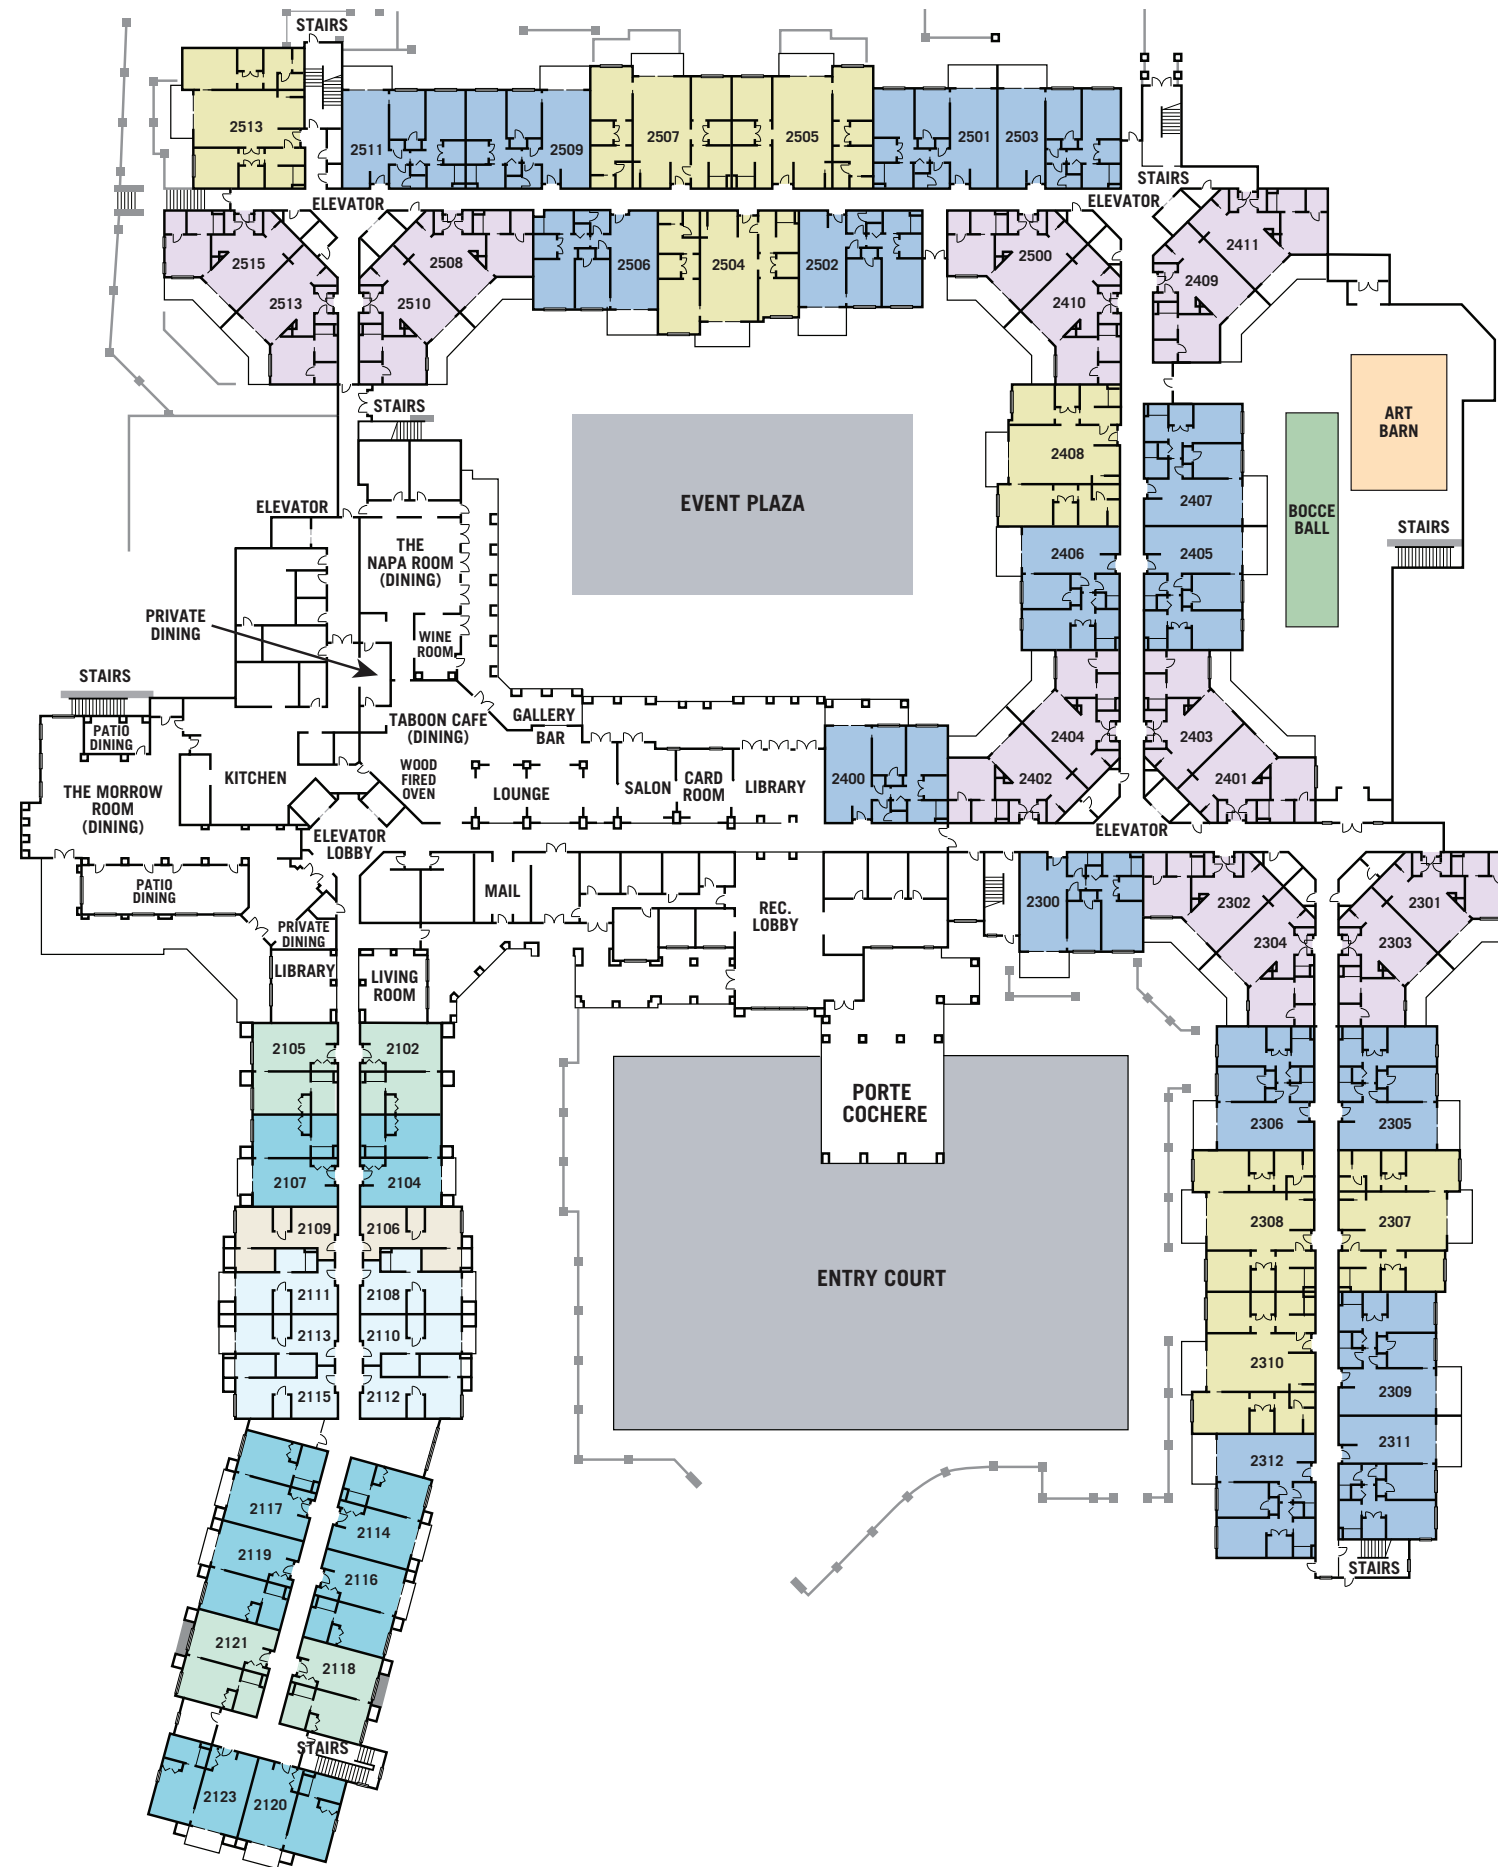 STAIRS
2513
2511
2509
2507
2505
2501
2503
STAIRS
ELEVATOR
ELEVATOR
2515
2508
2506
2504
2502
2500
2411
2513
2510
2410
2409
STAIRS
ART
BARN
2408
EVENT PLAZA
2407
BOCCE
BALL
STAIRS
ELEVATOR
THE
NAPA ROOM
(DINING)
2406
2405
PRIVATE
DINING
WINE
ROOM
STAIRS
PATIO
DINING
TABOON CAFE
(DINING)
GALLERY
BAR
2404
2403
KITCHEN
WOOD
FIRED
OVEN
LOUNGE
SALON
CARD
ROOM
LIBRARY
2400
2402
2401
THE MORROW
ROOM
(DINING)
ELEVATOR
LOBBY
ELEVATOR
PATIO
DINING
MAIL
REC.
LOBBY
2300
2302
2301
PRIVATE
DINING
2304
2303
LIBRARY
LIVING
ROOM
2105
2102
PORTE
COCHERE
2306
2305
2107
2104
2109
2106
2308
2307
ENTRY COURT
2111
2108
2113
2110
2310
2309
2115
2112
2311
2312
2117
2114
2119
2116
STAIRS
2121
2118
STAIRS
2123
2120